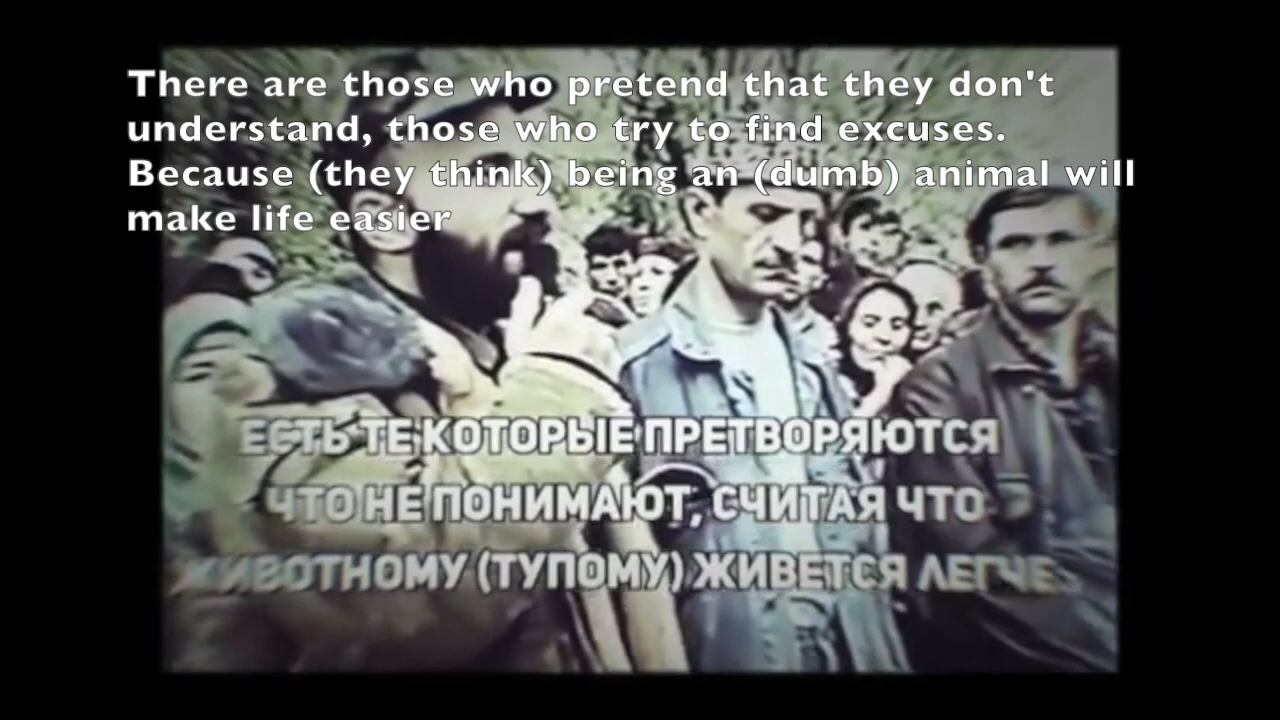 There are those who pretend that they don't
understand, those who try to find excuses.
Because (they think) being an (dumb) animal will
make life easier
ЕСТЬ ТЕ КОТОРЫЕ ПРЕТВОРЯЮТСЯ
ЧТО НЕ ПОНИМАЮТ, СЧИТАЯ ЧТО
ЖИВОТНОМУ (ТУПОМУ) ЖИВЕТСЯ ЛЕГЧЕ.